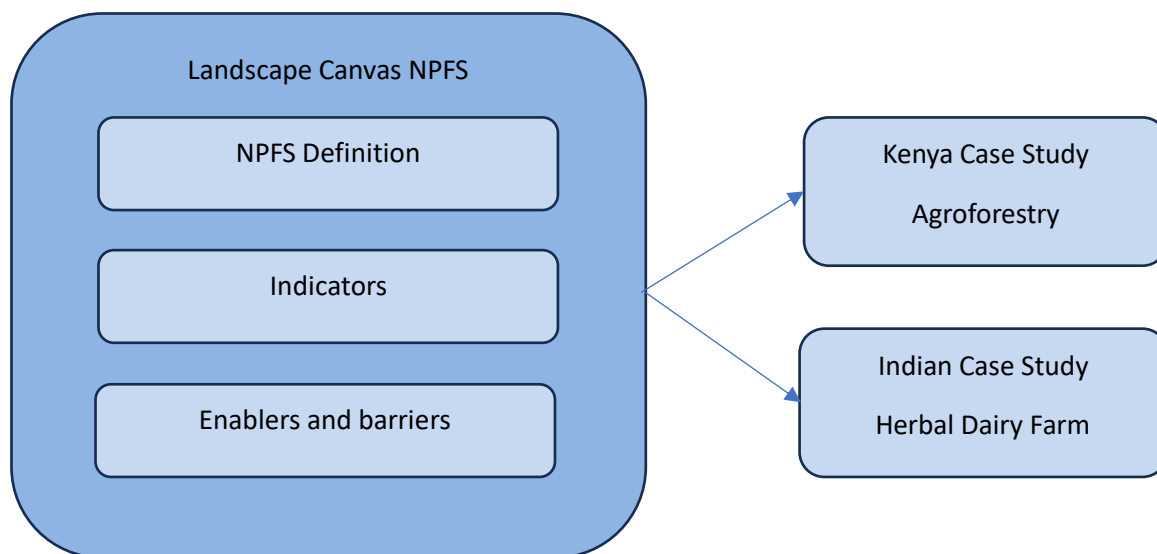 Landscape Canvas NPFS
NPFS Definition
Indicators
Enablers and barriers
Kenya Case Study
Agroforestry
Indian Case Study
Herbal Dairy Farm